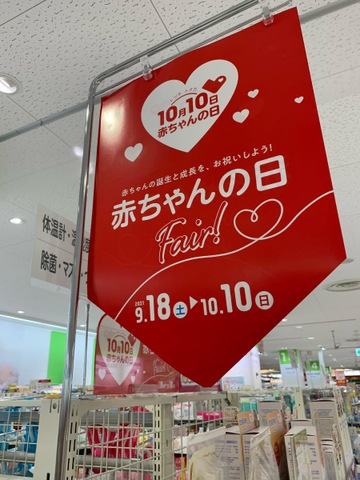 10月10日
赤ちゃんの日
赤ちゃんの誕生と成長を、お祝いしよう!
赤ちゃんの日
Fair!
2021
9.18土▶10.10日
体温計・
除菌・マス
10月10日
赤ちゃんの日